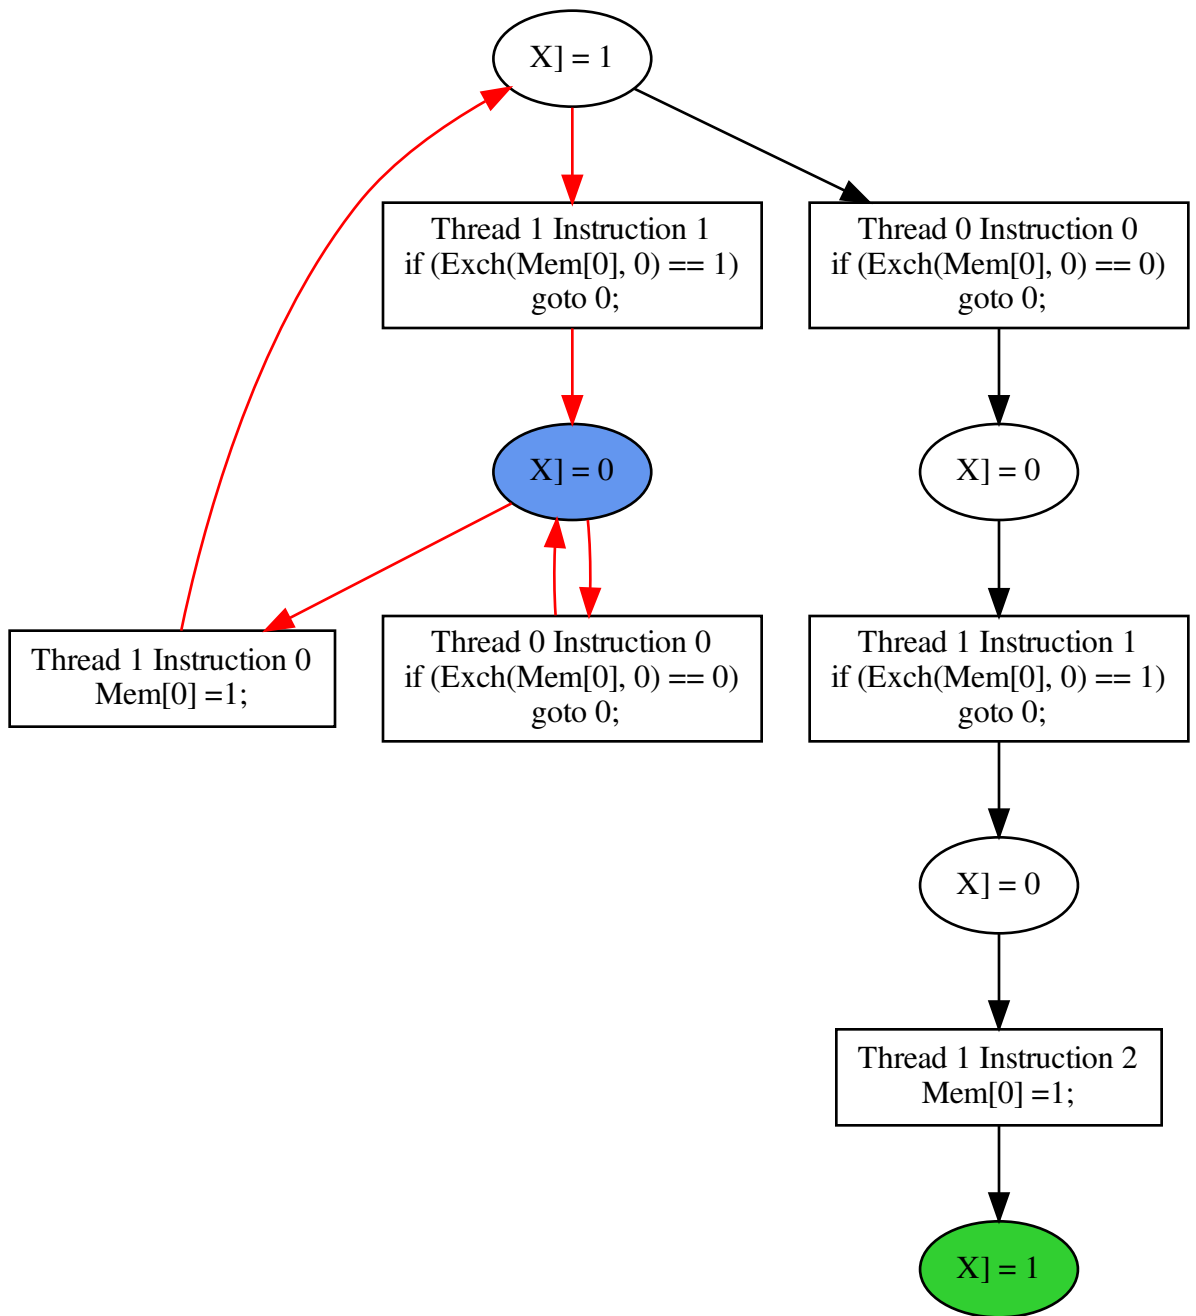 X] = 1
Thread 1 Instruction 1
if (Exch(Mem[0], 0) == 1)
goto 0;
Thread 0 Instruction 0
if (Exch(Mem[0], 0) == 0)
goto 0;
X] = 0
X] = 0
Thread 1 Instruction 0
Mem[0] =1;
Thread 0 Instruction 0
if (Exch(Mem[0], 0) == 0)
goto 0;
Thread 1 Instruction 1
if (Exch(Mem[0], 0) == 1)
goto 0;
X] = 0
Thread 1 Instruction 2
Mem[0] =1;
X] = 1